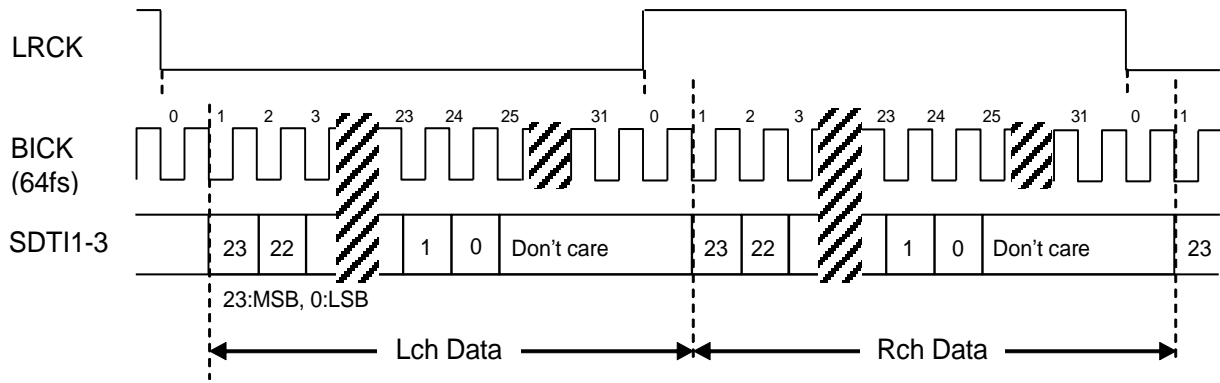 LRCK
0 1 2 3 23 24 25 31 0 1 2 3 23 24 25 31 0 1
BICK
(64fs)
SDTI1-3 23 22 1 0 Don't care 23 22 1 0 Don't care 23
23:MSB, 0:LSB
Lch Data Rch Data